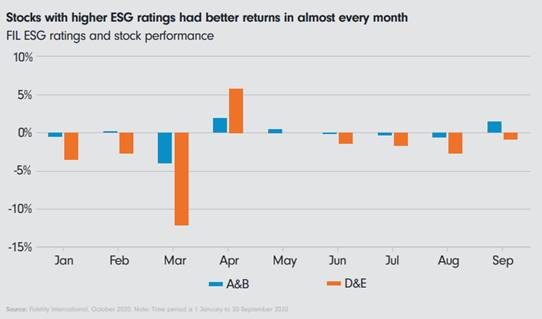 Stocks with higher ESG ratings had better returns in almost every month
FIL ESG ratings and stock performance
10%
5%
0%
-5%
-10%
-15%
Jan Feb Mar Apr May Jun Jul Aug Sep
A&B D&E
Source: Fidelity International, October 2020. Note: Time period is 1 January to 30 September 2020